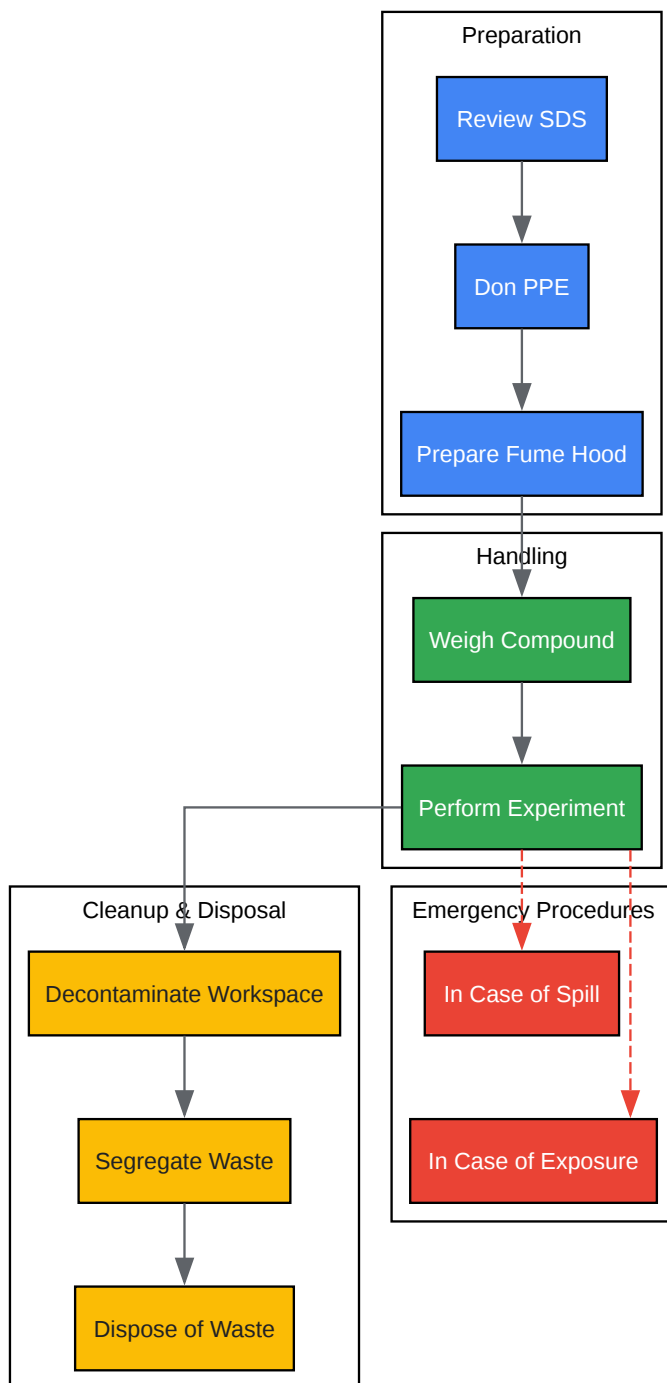 Preparation
Review SDS
Don PPE
Prepare Fume Hood
Handling
Weigh Compound
Perform Experiment
Cleanup & Disposal
Decontaminate Workspace
Segregate Waste
Dispose of Waste
Emergency Procedures
In Case of Spill
In Case of Exposure